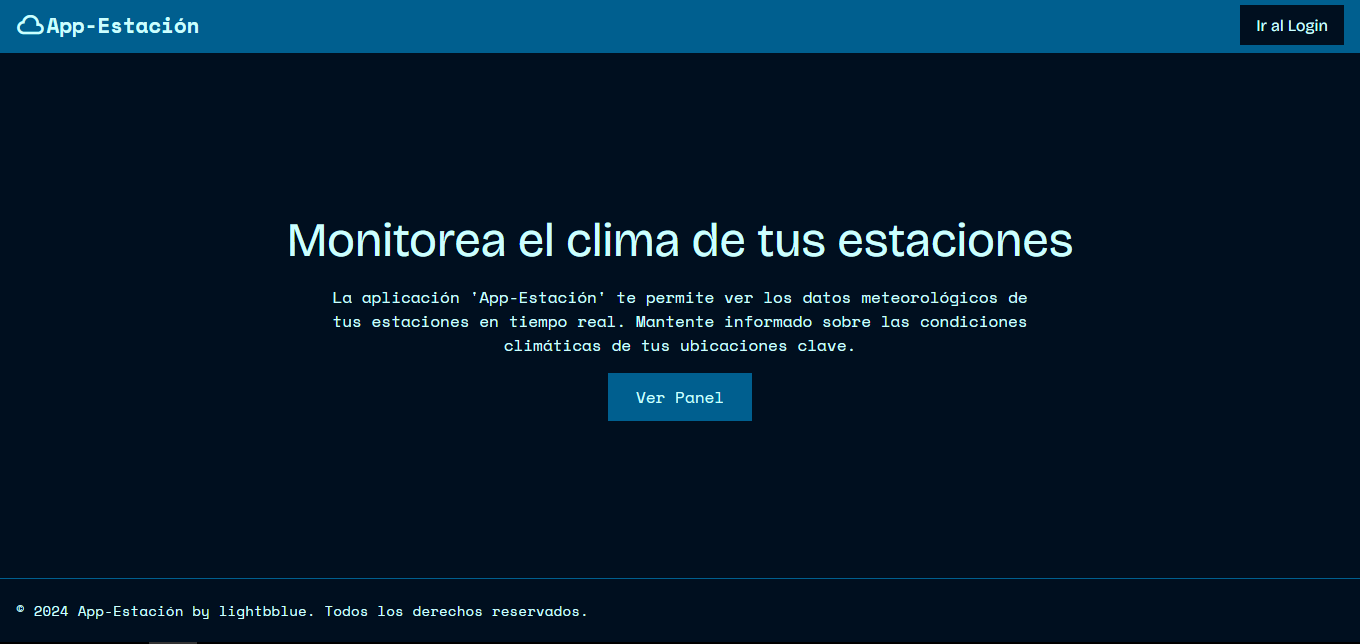 App-Estación
Ir al Login
Monitorea el clima de tus estaciones
La aplicación 'App-Estación' te permite ver los datos meteorológicos de
tus estaciones en tiempo real. Mantente informado sobre las condiciones
climáticas de tus ubicaciones clave.
Ver Panel
© 2024 App-Estación by lightbblue. Todos los derechos reservados.